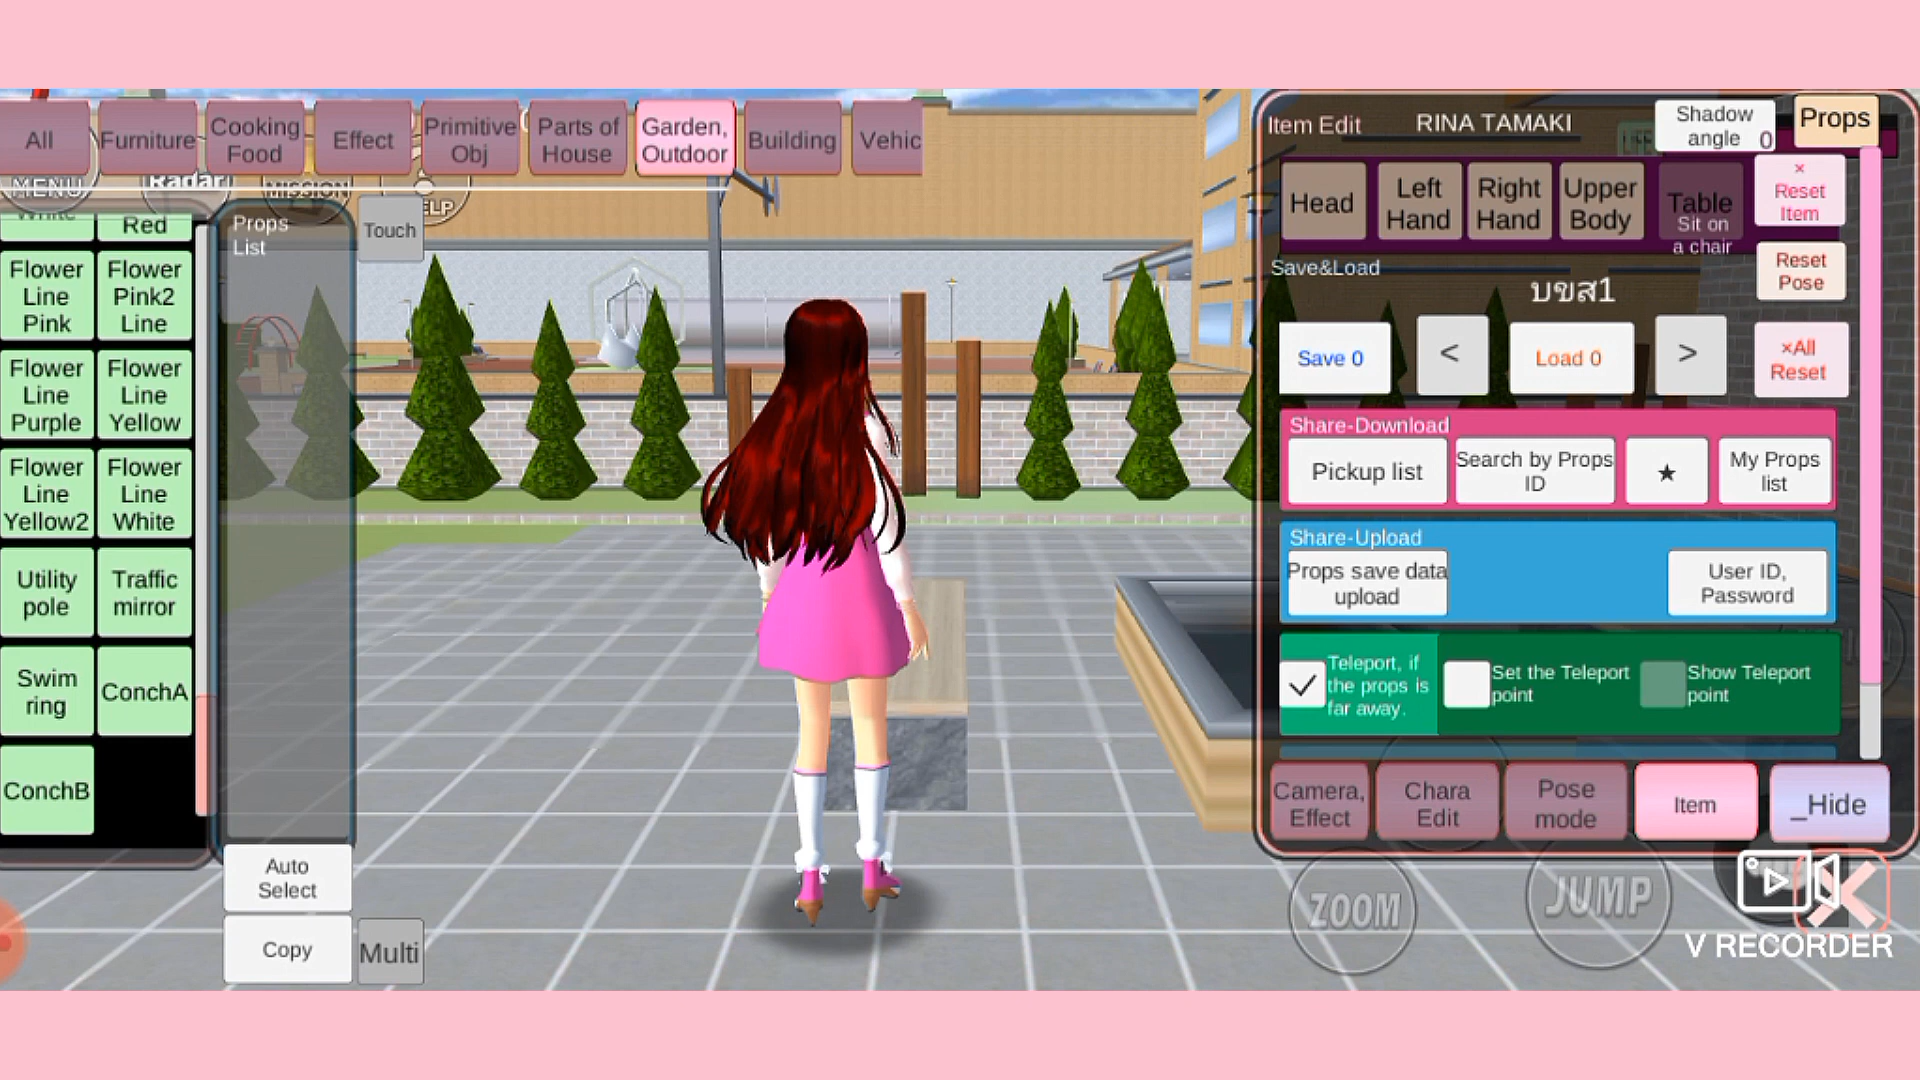 All
Furniture
Cooking
Food
Effect
Primitive
Obj
Parts of
House
Garden,
Outdoor
Building
Vehic
MENU
Radar
MISSION
ELP
White
Red
Flower
Line
Pink
Flower
Pink2
Line
Flower
Line
Purple
Flower
Line
Yellow
Flower
Line
Yellow2
Flower
Line
White
Utility
pole
Traffic
mirror
Swim
ring
ConchA
ConchB
Props
List
Touch
Auto
Select
Copy
Multi
Item Edit
RINA TAMAKI
Shadow
angle 0
Props
Head
Left
Hand
Right
Hand
Upper
Body
Table
Sit on
a chair
× 
Reset
Item
Reset
Pose
Save&Load
บขส1
Save 0
<
Load 0
>
×All
Reset
Share-Download
Pickup list
Search by Props
ID
★
My Props
list
Share-Upload
Props save data
upload
User ID,
Password
Teleport, if
the props is
far away.
Set the Teleport
point
Show Teleport
point
Camera,
Effect
Chara
Edit
Pose
mode
Item
_Hide
ZOOM
JUMP
V RECORDER